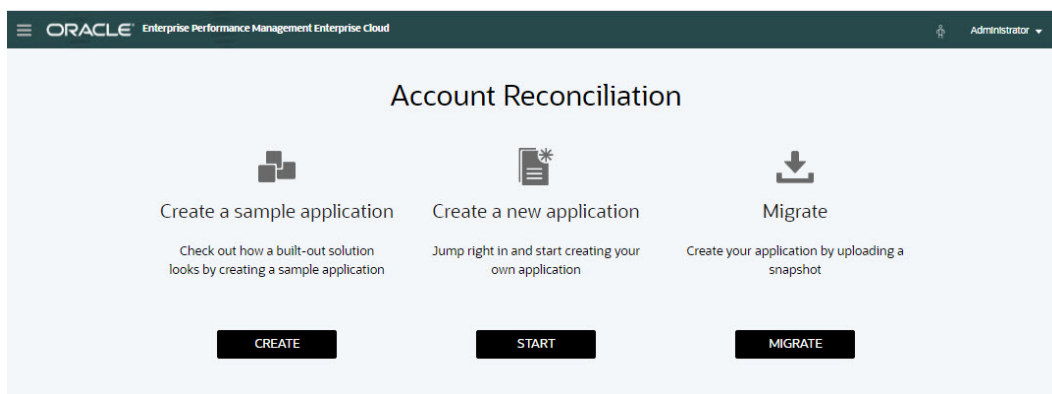 ORACLE Enterprise Performance Management Enterprise Cloud
Administrator
Account Reconciliation
Create a sample application
Check out how a built-out solution
looks by creating a sample application
CREATE
Create a new application
Jump right in and start creating your
own application
START
Migrate
Create your application by uploading a
snapshot
MIGRATE